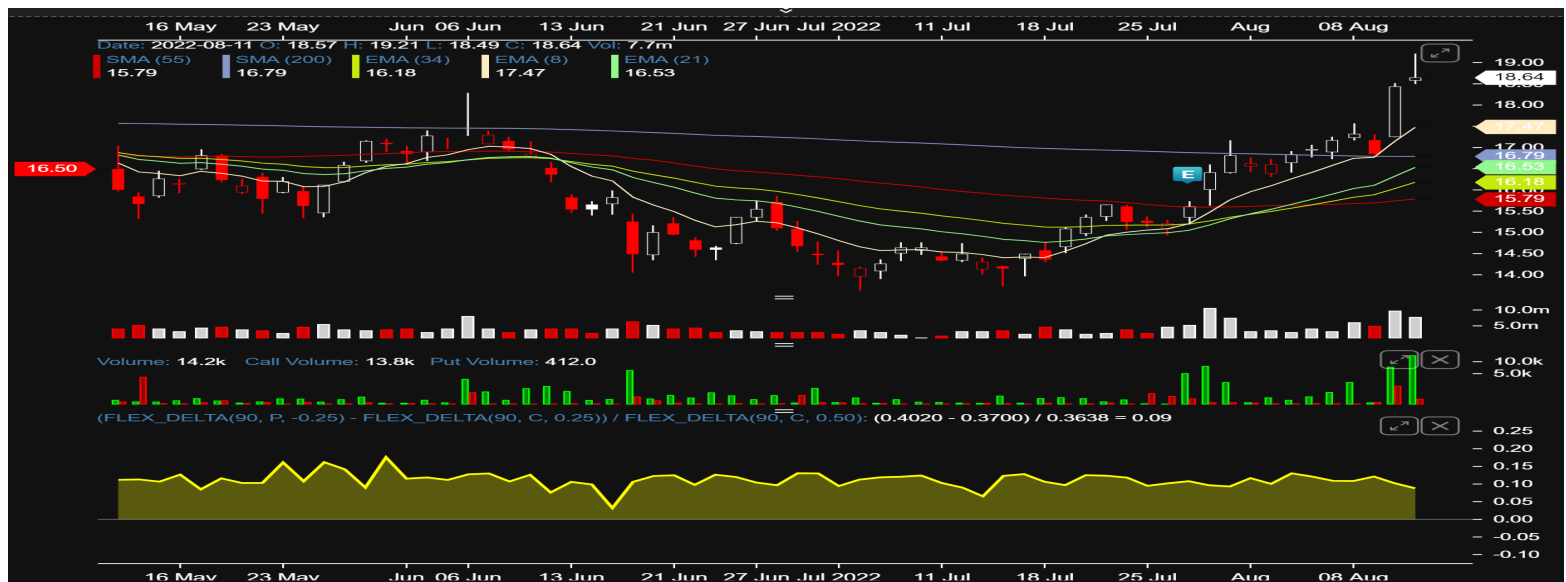 16 May 23 May Jun 06 Jun 13 Jun 21 Jun 27 Jun Jul 2022 11 Jul 18 Jul 25 Jul Aug 08 Aug
Date: 2022-08-11 O: 18.57 H: 19.21 L: 18.49 C: 18.64 Vol: 7.7m
SMA (55) SMA (200) EMA (34) EMA (8) EMA (21)
15.79 16.79 16.18 17.47 16.53
19.00
18.64
18.50
18.00
17.47
17.00
16.79
16.50
16.53
E
16.18
16.00
15.79
15.50
15.00
14.50
14.00
10.0m
5.0m
Volume: 14.2k Call Volume: 13.8k Put Volume: 412.0
10.0k
5.0k
(FLEX_DELTA(90, P, -0.25) - FLEX_DELTA(90, C, 0.25)) / FLEX_DELTA(90, C, 0.50): (0.4020 - 0.3700) / 0.3638 = 0.09
0.25
0.20
0.15
0.10
0.05
0.00
-0.05
-0.10
16 May 23 May Jun 06 Jun 13 Jun 21 Jun 27 Jun Jul 2022 11 Jul 18 Jul 25 Jul Aug 08 Aug